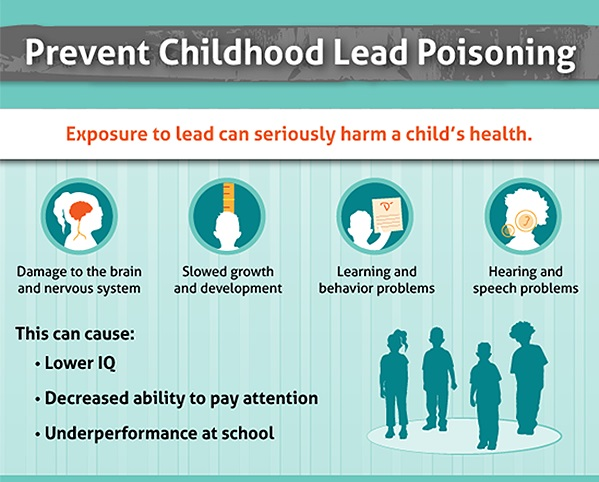 Prevent Childhood Lead Poisoning
Exposure to lead can seriously harm a child's health.
Damage to the brain
and nervous system
Slowed growth
and development
Learning and
behavior problems
Hearing and
speech problems
This can cause:
• Lower IQ
• Decreased ability to pay attention
• Underperformance at school